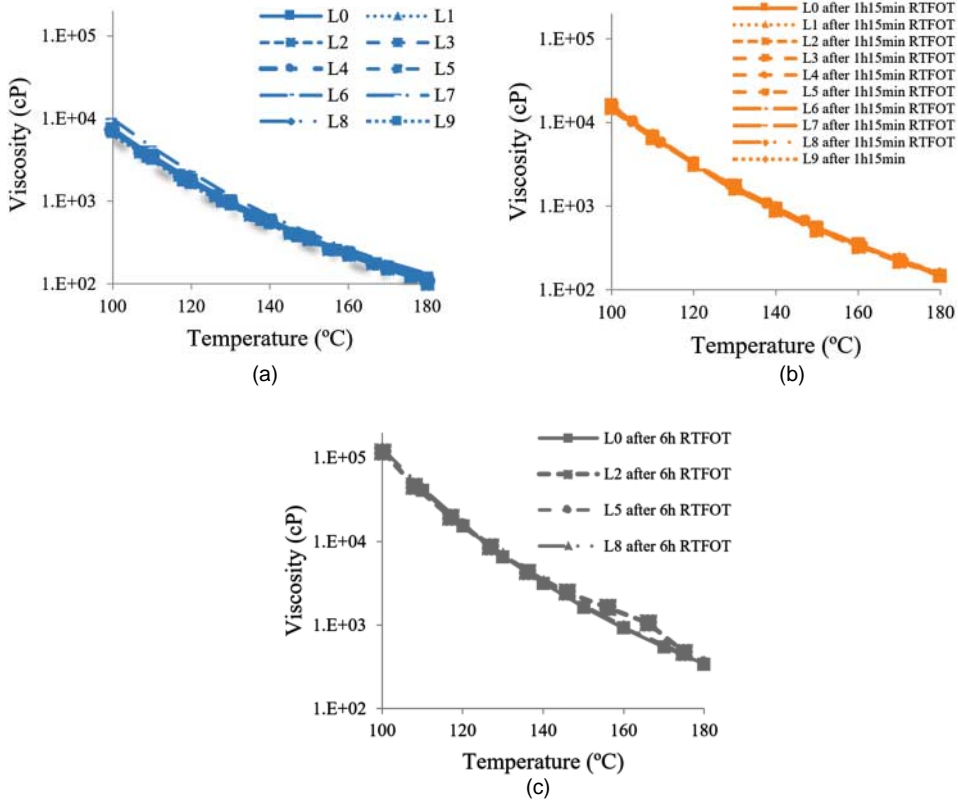 1.E+05
1.E+04
1.E+03
1.E+02
Viscosity (cP)
L0 L1
L2 L3
L4 L5
L6 L7
L8 L9
100 120 140 160 180
Temperature (ºC)
(a)
1.E+05
1.E+04
1.E+03
1.E+02
Viscosity (cP)
L0 after 1h15min RTFOT
L1 after 1h15min RTFOT
L2 after 1h15min RTFOT
L3 after 1h15min RTFOT
L4 after 1h15min RTFOT
L5 after 1h15min RTFOT
L6 after 1h15min RTFOT
L7 after 1h15min RTFOT
L8 after 1h15min RTFOT
L9 after 1h15min
100 120 140 160 180
Temperature (ºC)
(b)
1.E+05
1.E+04
1.E+03
1.E+02
Viscosity (cP)
L0 after 6h RTFOT
L2 after 6h RTFOT
L5 after 6h RTFOT
L8 after 6h RTFOT
100 120 140 160 180
Temperature (ºC)
(c)